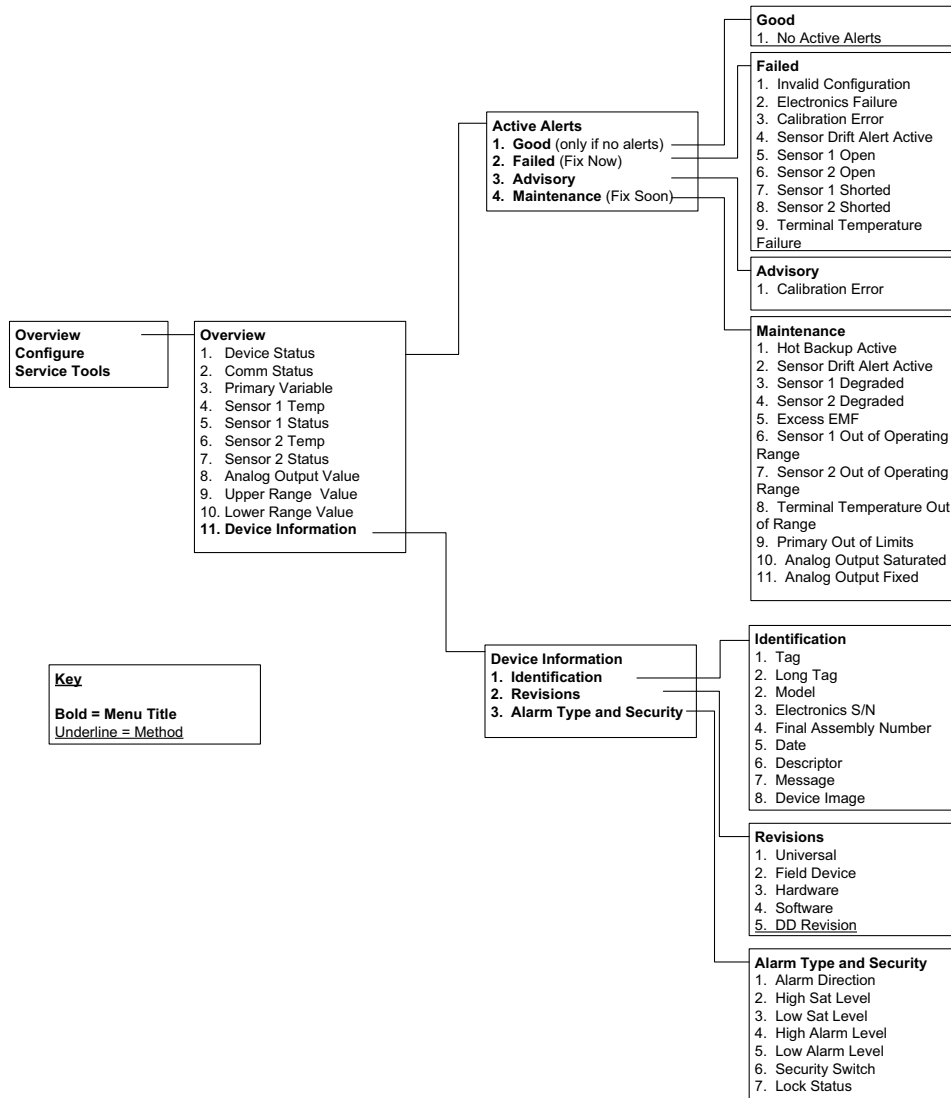 Good
1. No Active Alerts
Failed
1. Invalid Configuration
2. Electronics Failure
3. Calibration Error
4. Sensor Drift Alert Active
5. Sensor 1 Open
6. Sensor 2 Open
7. Sensor 1 Shorted
8. Sensor 2 Shorted
9. Terminal Temperature
Failure
Active Alerts
1. Good (only if no alerts)
2. Failed (Fix Now)
3. Advisory
4. Maintenance (Fix Soon)
Advisory
1. Calibration Error
Overview
Configure
Service Tools
Overview
1. Device Status
2. Comm Status
3. Primary Variable
4. Sensor 1 Temp
5. Sensor 1 Status
6. Sensor 2 Temp
7. Sensor 2 Status
8. Analog Output Value
9. Upper Range Value
10. Lower Range Value
11. Device Information
Maintenance
1. Hot Backup Active
2. Sensor Drift Alert Active
3. Sensor 1 Degraded
4. Sensor 2 Degraded
5. Excess EMF
6. Sensor 1 Out of Operating
Range
7. Sensor 2 Out of Operating
Range
8. Terminal Temperature Out
of Range
9. Primary Out of Limits
10. Analog Output Saturated
11. Analog Output Fixed
Key
Bold = Menu Title
Underline = Method
Device Information
1. Identification
2. Revisions
3. Alarm Type and Security
Identification
1. Tag
2. Long Tag
2. Model
3. Electronics S/N
4. Final Assembly Number
5. Date
6. Descriptor
7. Message
8. Device Image
Revisions
1. Universal
2. Field Device
3. Hardware
4. Software
5. DD Revision
Alarm Type and Security
1. Alarm Direction
2. High Sat Level
3. Low Sat Level
4. High Alarm Level
5. Low Alarm Level
6. Security Switch
7. Lock Status